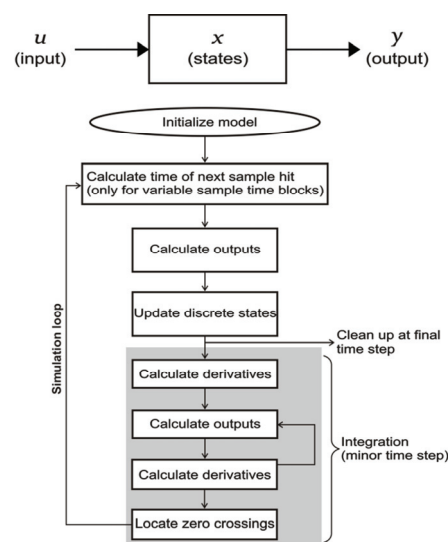 u
(input)
x
(states)
y
(output)
Initialize model
Calculate time of next sample hit
(only for variable sample time blocks)
Calculate outputs
Update discrete states
Clean up at final
time step
Calculate derivatives
Calculate outputs
Calculate derivatives
Locate zero crossings
Integration
(minor time step)
Simulation loop